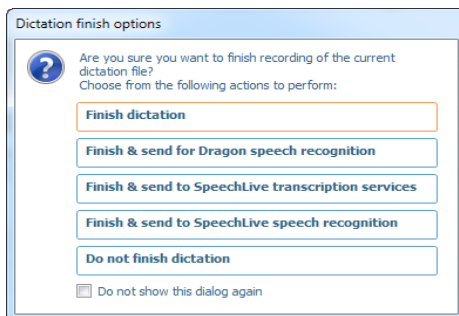 Dictation finish options
Are you sure you want to finish recording of the current
dictation file?
Choose from the following actions to perform:
Finish dictation
Finish & send for Dragon speech recognition
Finish & send to SpeechLive transcription services
Finish & send to SpeechLive speech recognition
Do not finish dictation
Do not show this dialog again